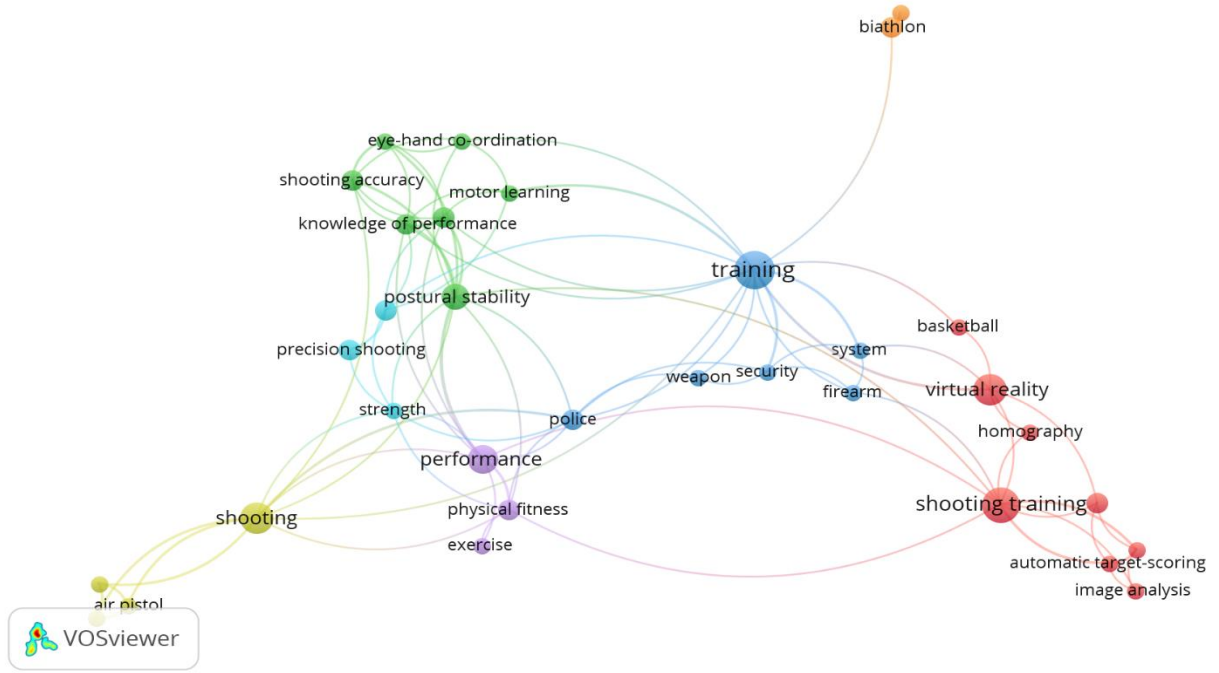 biathlon
eye-hand co-ordination
shooting accuracy
motor learning
knowledge of performance
training
postural stability
basketball
precision shooting
system
security
weapon
virtual reality
firearm
strength
police
homography
performance
shooting training
physical fitness
shooting
exercise
automatic target-scoring
image analysis
air pistol
VOSviewer